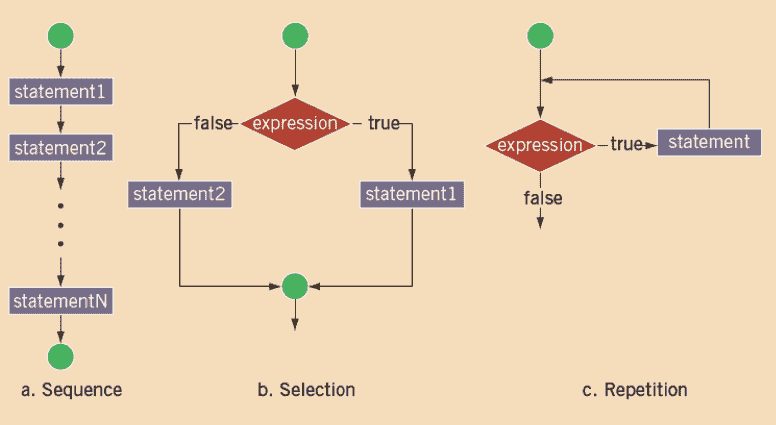 statement1
statement2
statementN
a. Sequence
false
expression
true
statement2
statement1
b. Selection
expression
true
statement
false
c. Repetition